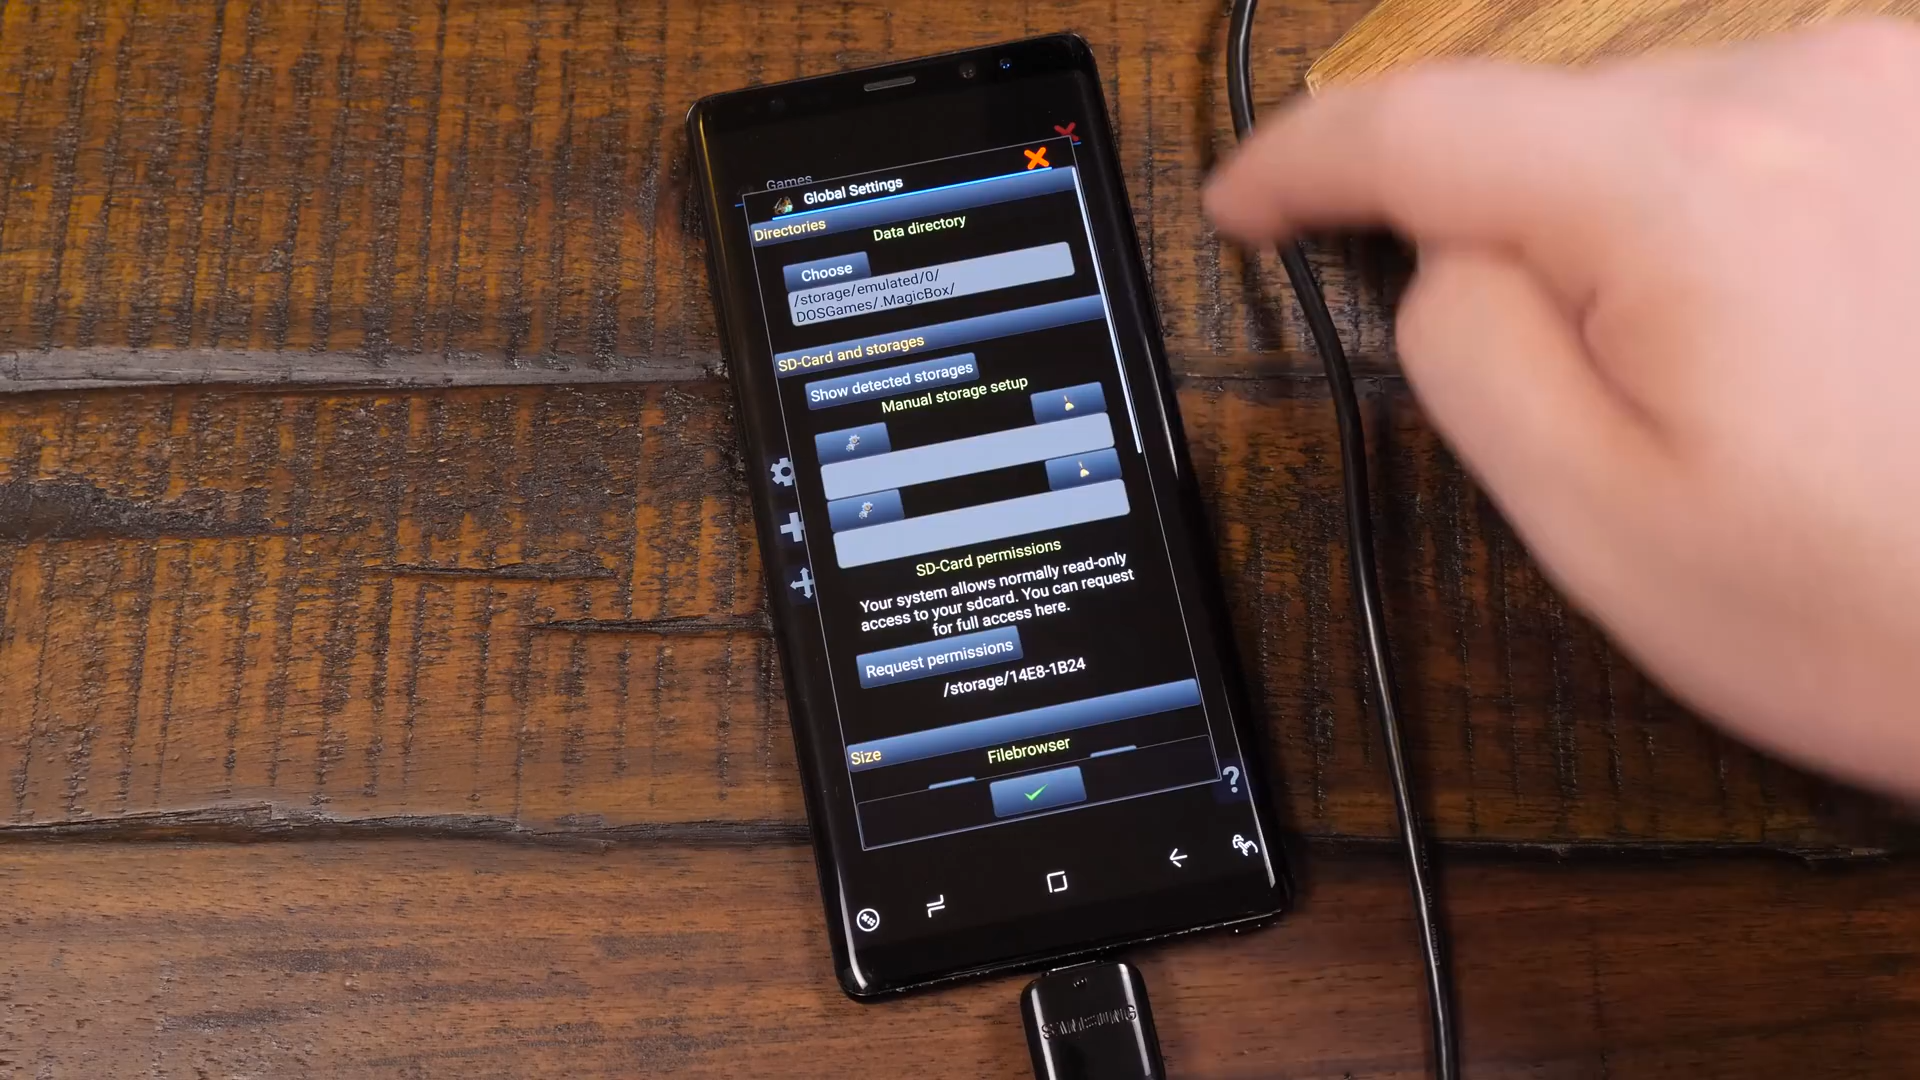 Games
Global Settings
Directories
Data directory
Choose
/storage/emulated/0/
DOSGames/.MagicBox/
SD-Card and storages
Show detected storages
Manual storage setup
SD-Card permissions
Your system allows normally read-only
access to your sdcard. You can request
for full access here.
Request permissions
/storage/14E8-1B24
Size
Filebrowser
?
SAMSUNG